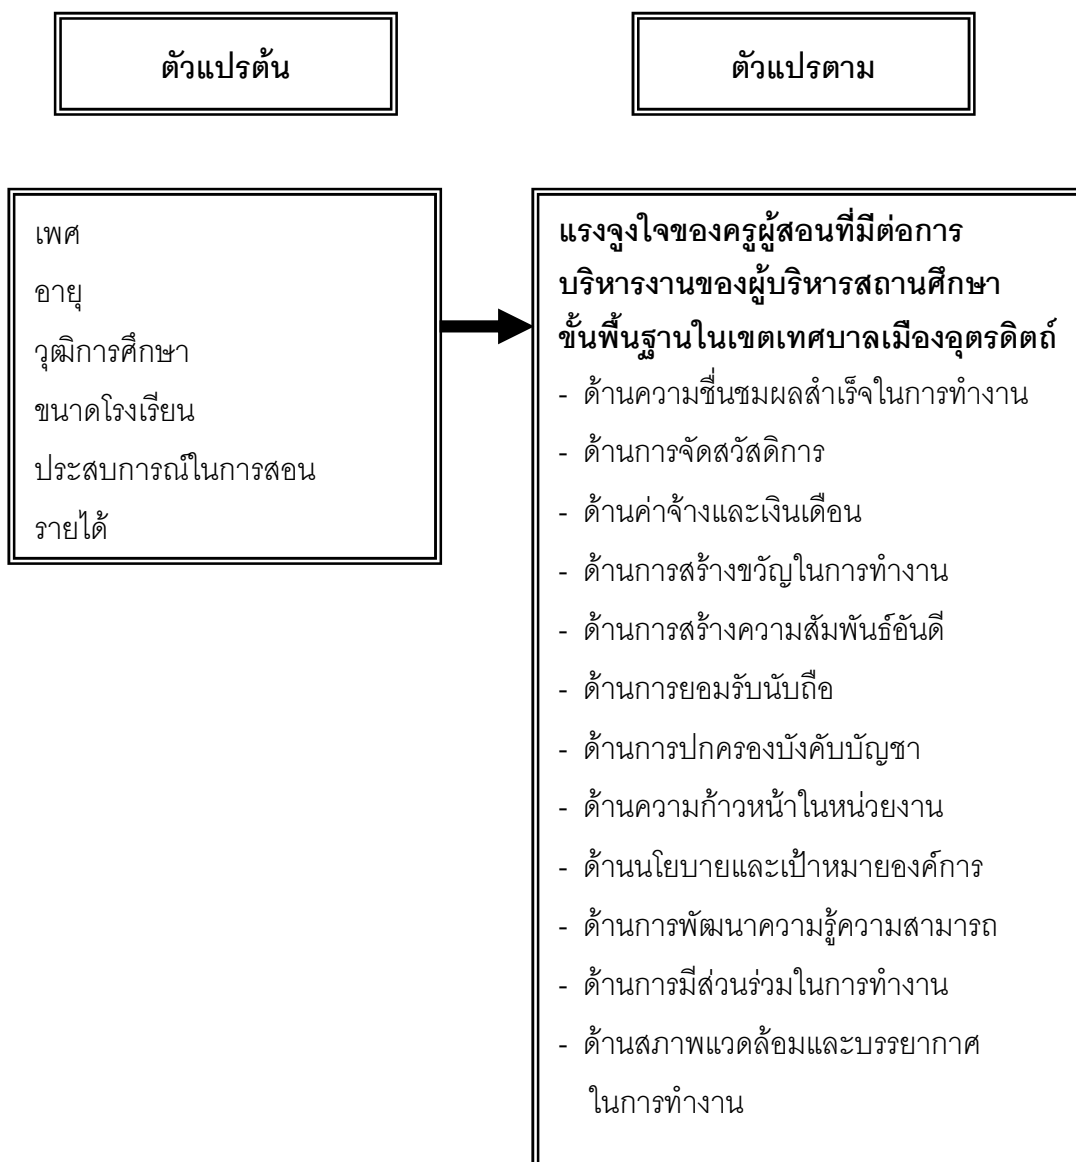 ตัวแปรต้น
ตัวแปรตาม
เพศ
อายุ
วุฒิการศึกษา
ขนาดโรงเรียน
ประสบการณ์ในการสอน
รายได้
แรงจูงใจของครูผู้สอนที่มีต่อการ
บริหารงานของผู้บริหารสถานศึกษา
ขั้นพื้นฐานในเขตเทศบาลเมืองอุตรดิตถ์
- ด้านความชื่นชมผลสำเร็จในการทำงาน
- ด้านการจัดสวัสดิการ
- ด้านค่าจ้างและเงินเดือน
- ด้านการสร้างขวัญในการทำงาน
- ด้านการสร้างความสัมพันธ์อันดี
- ด้านการยอมรับนับถือ
- ด้านการปกครองบังคับบัญชา
- ด้านความก้าวหน้าในหน่วยงาน
- ด้านนโยบายและเป้าหมายองค์การ
- ด้านการพัฒนาความรู้ความสามารถ
- ด้านการมีส่วนร่วมในการทำงาน
- ด้านสภาพแวดล้อมและบรรยากาศ
ในการทำงาน